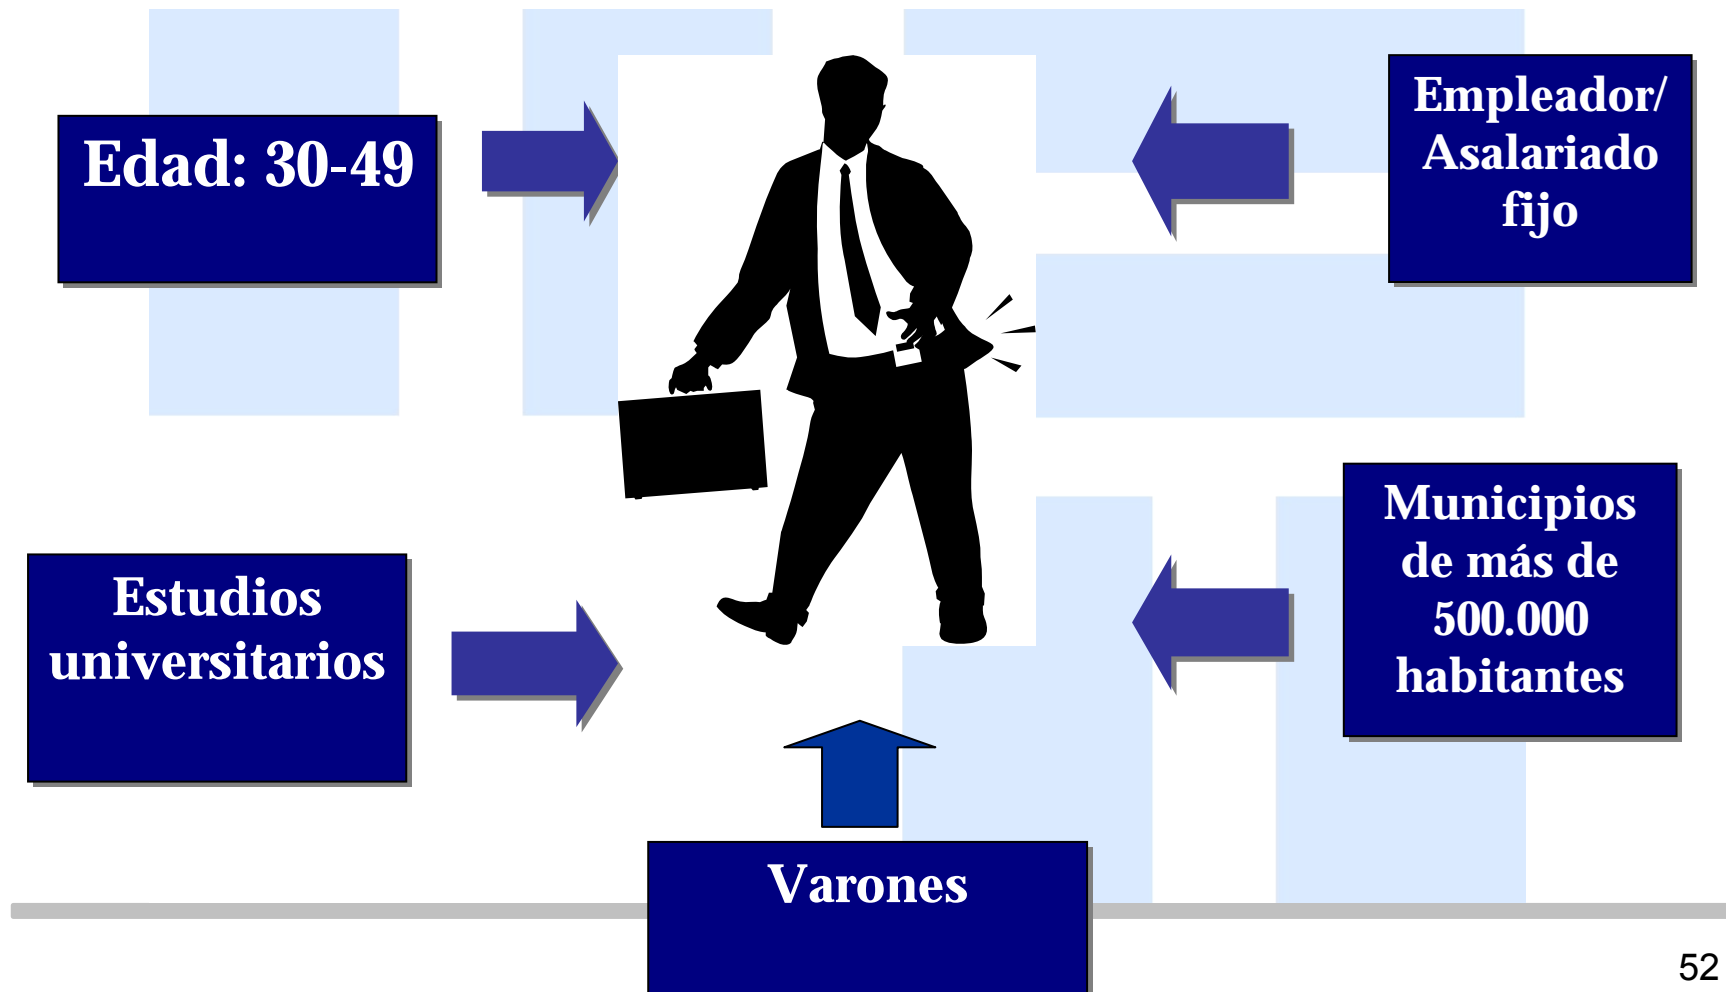 Edad: 30-49
Empleador/
Asalariado
fijo
Estudios
universitarios
Municipios
de más de
500.000
habitantes
Varones
52